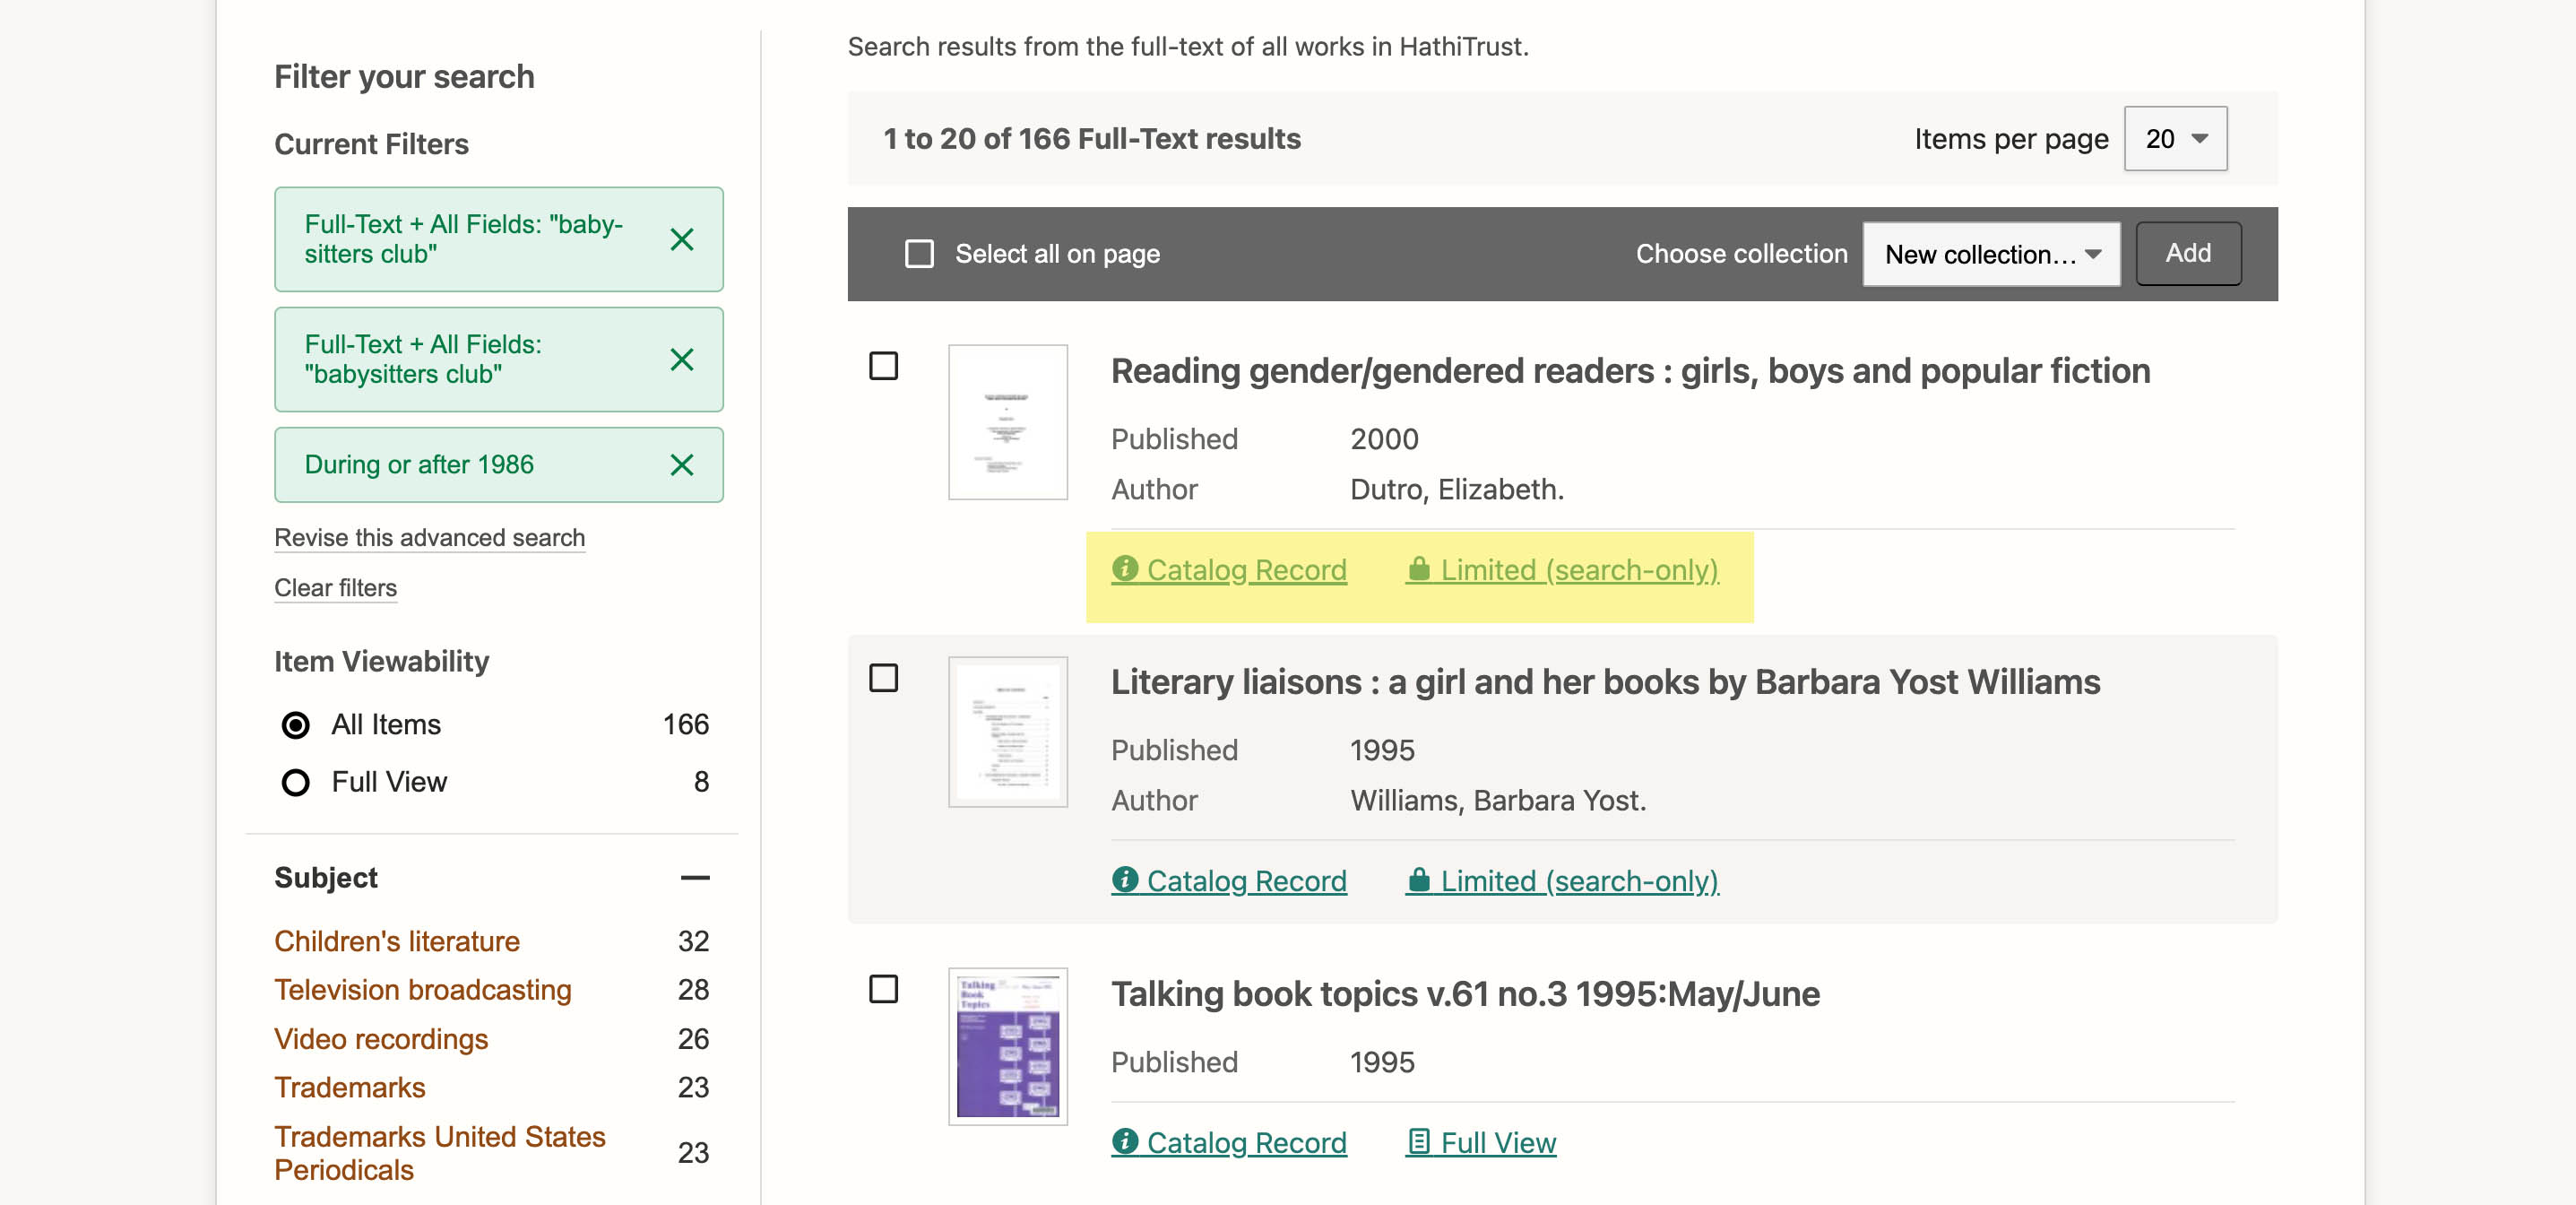 Filter your search
Current Filters
Full-Text + All Fields: "baby-
sitters club"
Full-Text + All Fields:
"babysitters club"
During or after 1986
Revise this advanced search
Clear filters
Item Viewability
All Items 166
Full View 8
Subject
Children's literature 32
Television broadcasting 28
Video recordings 26
Trademarks 23
Trademarks United States
Periodicals 23
Search results from the full-text of all works in HathiTrust.
1 to 20 of 166 Full-Text results Items per page 20
Select all on page Choose collection New collection... Add
Reading gender/gendered readers : girls, boys and popular fiction
Published 2000
Author Dutro, Elizabeth.
Catalog Record Limited (search-only)
Literary liaisons : a girl and her books by Barbara Yost Williams
Published 1995
Author Williams, Barbara Yost.
Catalog Record Limited (search-only)
Talking
Book
Topics
Talking book topics v.61 no.3 1995:May/June
Published 1995
Catalog Record Full View